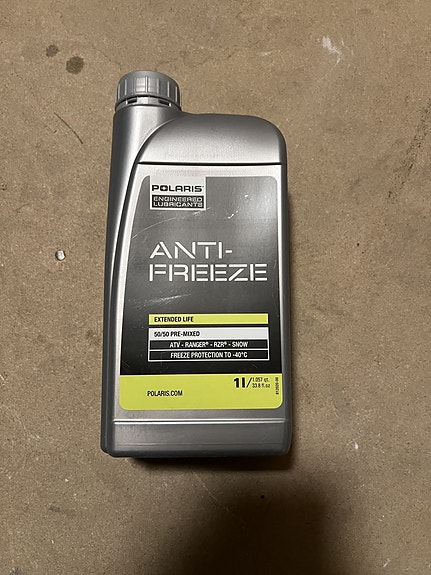 POLARIS®
ENGINEERED
LUBRICANTS
ANTI-
FREEZE
EXTENDED LIFE
50/50 PRE-MIXED
ATV - RANGER® - RZR® - SNOW
FREEZE PROTECTION TO -40°C
1l/1.057 qt.
33.8 fl oz
POLARIS.COM